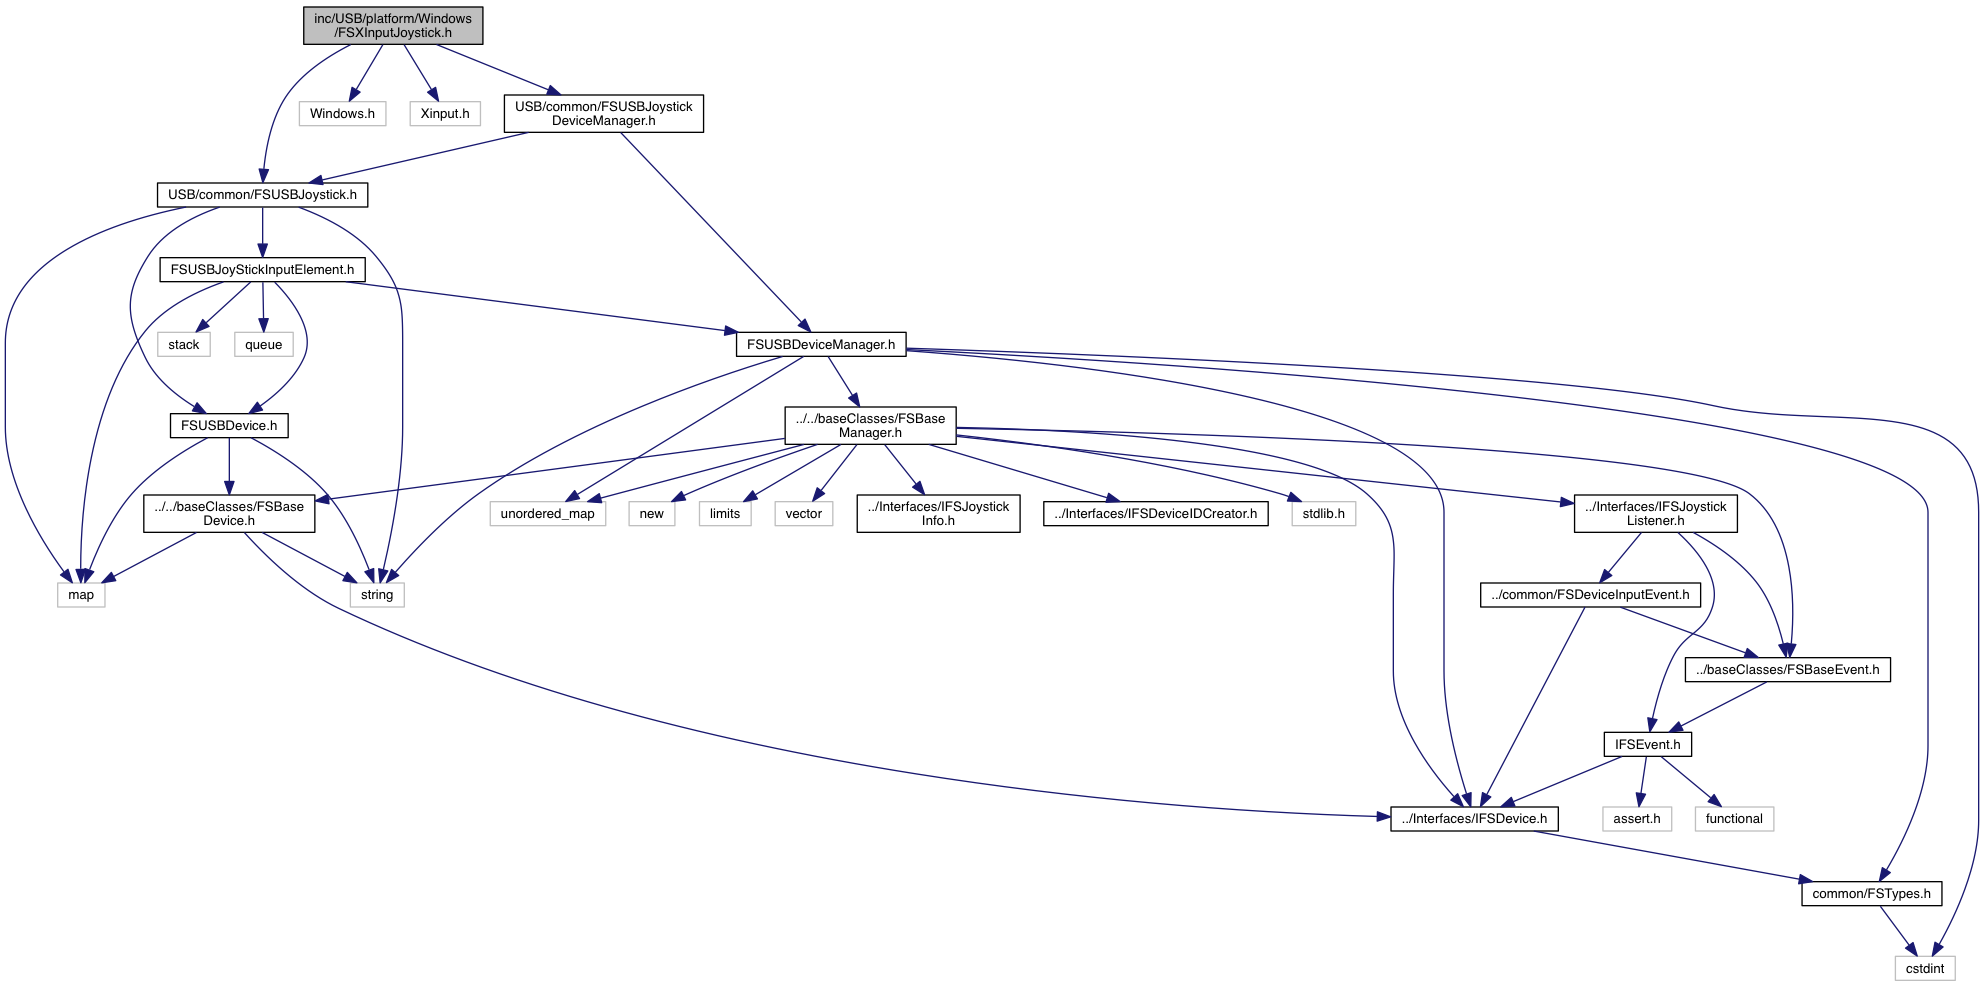 inc/USB/platform/Windows
/FSXInputJoystick.h
Windows.h
Xinput.h
USB/common/FSUSBJoystick
DeviceManager.h
USB/common/FSUSBJoystick.h
FSUSBJoyStickInputElement.h
stack
queue
FSUSBDeviceManager.h
FSUSBDevice.h
../../baseClasses/FSBase
Manager.h
../../baseClasses/FSBase
Device.h
unordered_map
new
limits
vector
../Interfaces/IFSJoystick
Info.h
../Interfaces/IFSDeviceIDCreator.h
stdlib.h
../Interfaces/IFSJoystick
Listener.h
map
string
../common/FSDeviceInputEvent.h
../baseClasses/FSBaseEvent.h
IFSEvent.h
../Interfaces/IFSDevice.h
assert.h
functional
common/FSTypes.h
cstdint